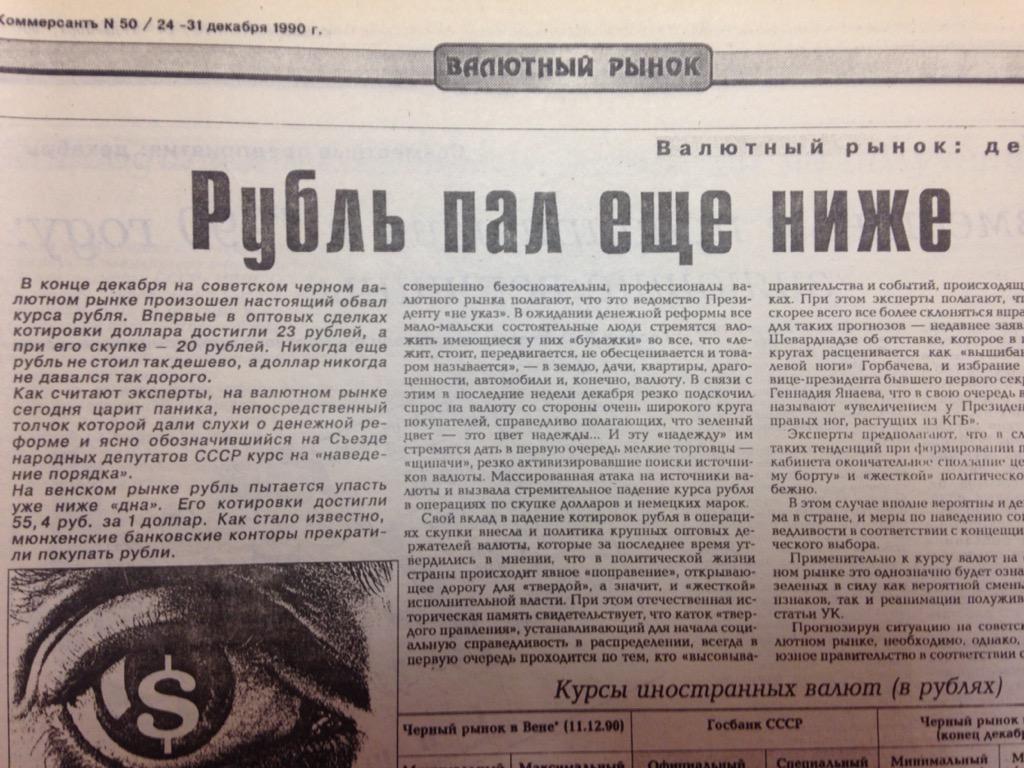 Коммерсантъ N 50 / 24 -31 декабря 1990 г.
ВАЛЮТНЫЙ РЫНОК
Валютный рынок: де
Рубль пал еще ниже
В конце декабря на советском черном ва-
лютном рынке произошел настоящий обвал
курса рубля. Впервые в оптовых сделках
котировки доллара достигли 23 рублей, а
при его скупке — 20 рублей. Никогда еще
рубль не стоил так дешево, а доллар никогда
не давался так дорого.
Как считают эксперты, на валютном рынке
сегодня царит паника, непосредственный
толчок которой дали слухи о денежной ре-
форме и ясно обозначившийся на Съезде
народных депутатов СССР курс на «наведе-
ние порядка».
На венском рынке рубль пытается упасть
уже ниже «дна». Его котировки достигли
55,4 руб. за 1 доллар. Как стало известно,
мюнхенские банковские конторы прекрати-
ли покупать рубли.
$
совершенно безосновательны, профессионалы ва-
лютного рынка полагают, что это ведомство Прези-
денту «не указ». В ожидании денежной реформы все
мало-мальски состоятельные люди стремятся вло-
жить имеющиеся у них «бумажки» во все, что «ле-
жит, стоит, передвигается, не обесценится и това-
ром называется», — в землю, дачи, квартиры, драго-
ценности, автомобили и, конечно, валюту. В связи с
этим в последние недели декабря резко подскочил
спрос на валюту со стороны очень широкого круга
покупателей, справедливо полагающих, что зеленый
цвет — это цвет надежды... И эту «надежду» им
стремятся дать в первую очередь мелкие торговцы —
«щипачи», резко активизировавшие поиски источни-
ков валюты. Массированная атака на источники ва-
люты и вызвала стремительное падение курса рубля
в операциях по скупке долларов и немецких марок.
Свой вклад в падение котировок рубля в операци-
ях скупки внесла и политика крупных оптовых дер-
жателей валюты, которые за последнее время ут-
вердились в мнении, что в политической жизни
страны происходит явное «поправение», открываю-
щее дорогу для «твердой», а значит, и «жесткой»
исполнительной власти. При этом отечественная ис-
торическая память свидетельствует, что каток «твер-
дого правления», устанавливающий для начала соци-
альную справедливость в распределении, всегда в
первую очередь проходится по тем, кто «высовыва-
правительства и событий, происходящ
ках. При этом эксперты полагают, чт
скорее всего все более склоняться впра
для таких прогнозов — недавнее заяв
Шеварднадзе об отставке, которое в н
кругах расценивается как «вышибан
левой ноги» Горбачева, и избрание
вице-президента бывшего первого секр
Геннадия Янаева, что в свою очередь
называют «увеличением у Президен
правых ног, растущих из КГБ».
Эксперты предполагают, что в сл
таких тенденций при формировании п
кабинета окончательное сползание це
му борту» и «жесткой» политическо
бежно.
В этом случае вполне вероятны и де
ма в стране, и меры по наведению соц
ведливости в соответствии с концепци
ческого выбора.
Применительно к курсу валют на
ном рынке это однозначно будет озна
зеленых в силу как вероятной смены
нзнаков, так и реанимации полужив
статьи УК.
Прогнозируя ситуацию на советс
лютном рынке, необходимо, однако,
юзное правительство в соответствии с
Курсы иностранных валют (в рублях)
Черный рынок в Вене* (11.12.90) Госбанк СССР Черный рынок
(конец декабр
Максимальный Официальный Специальный Минимальный М